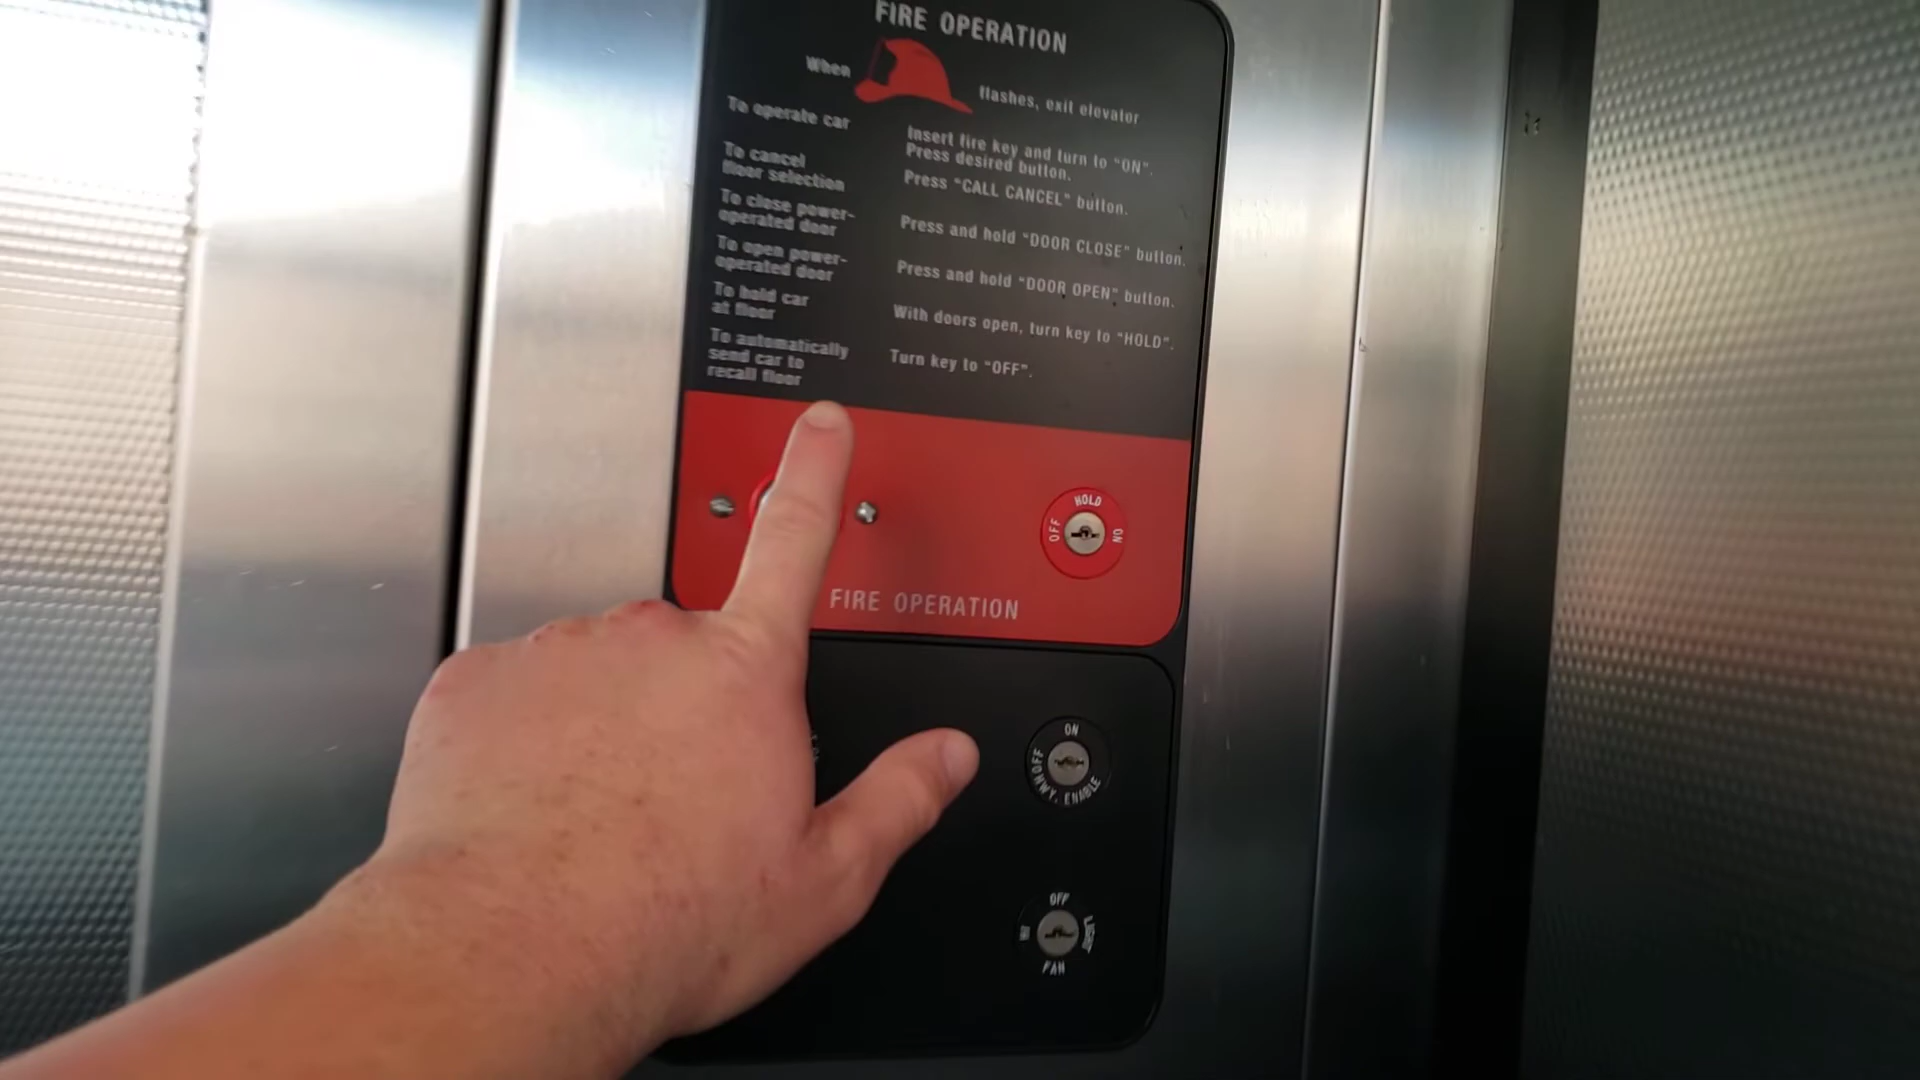 FIRE OPERATION
When
flashes, exit elevator
To operate car
Insert fire key and turn to "ON".
Press desired button.
To cancel
floor selection
Press "CALL CANCEL" button.
To close power-
operated door
Press and hold "DOOR CLOSE" button.
To open power-
operated door
Press and hold "DOOR OPEN" button.
To hold car
at floor
With doors open, turn key to "HOLD".
To automatically
send car to
recall floor
Turn key to "OFF".
OFF HOLD ON
FIRE OPERATION
ON
OFF
HWY. ENABLE
OFF
LIGHT
FAN